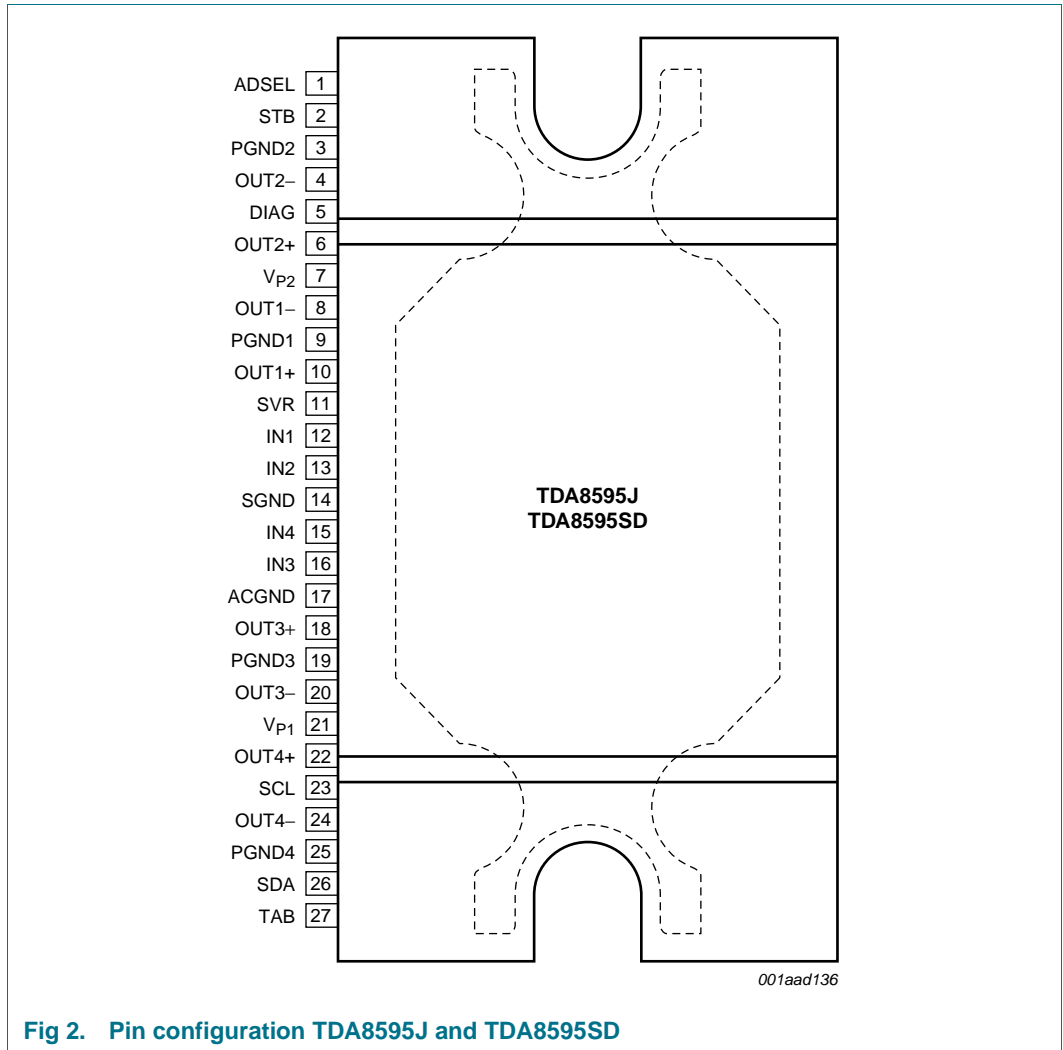 ADSEL 1
STB 2
PGND2 3
OUT2− 4
DIAG 5
OUT2+ 6
VP2 7
OUT1− 8
PGND1 9
OUT1+ 10
SVR 11
IN1 12
IN2 13
SGND 14
IN4 15
IN3 16
ACGND 17
OUT3+ 18
PGND3 19
OUT3− 20
VP1 21
OUT4+ 22
SCL 23
OUT4− 24
PGND4 25
SDA 26
TAB 27
TDA8595J
TDA8595SD
001aad136
Fig 2. Pin configuration TDA8595J and TDA8595SD